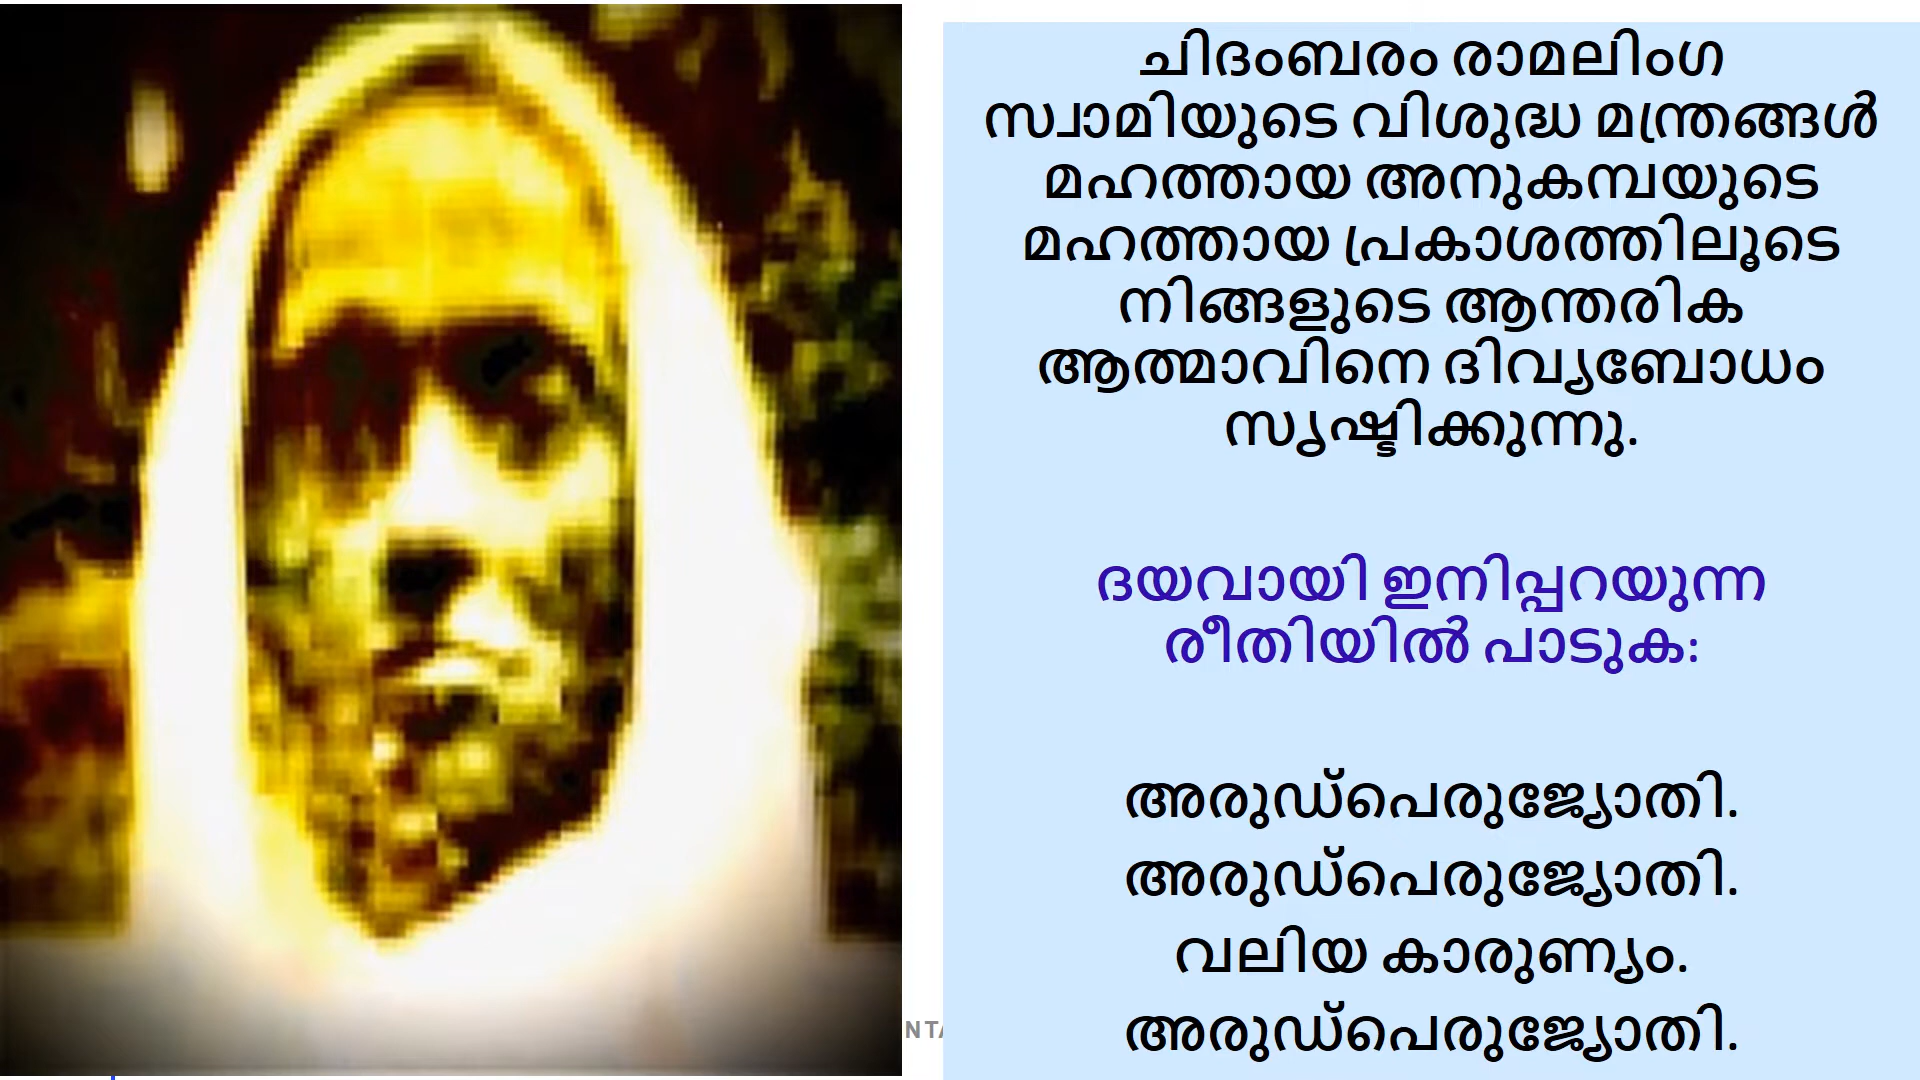 ചിദംബരം രാമലിംഗ
സ്വാമിയുടെ വിശുദ്ധ മന്ത്രങ്ങൾ
മഹത്തായ അനുകമ്പയുടെ
മഹത്തായ പ്രകാശത്തിലൂടെ
നിങ്ങളുടെ ആന്തരിക
ആത്മാവിനെ ദിവ്യബോധം
സൃഷ്ടിക്കുന്നു.
ദയവായി ഇനിപ്പറയുന്ന
രീതിയിൽ പാടുക:
അരുഡ്പെരുജ്യോതി.
അരുഡ്പെരുജ്യോതി.
വലിയ കാരുണ്യം.
അരുഡ്പെരുജ്യോതി.